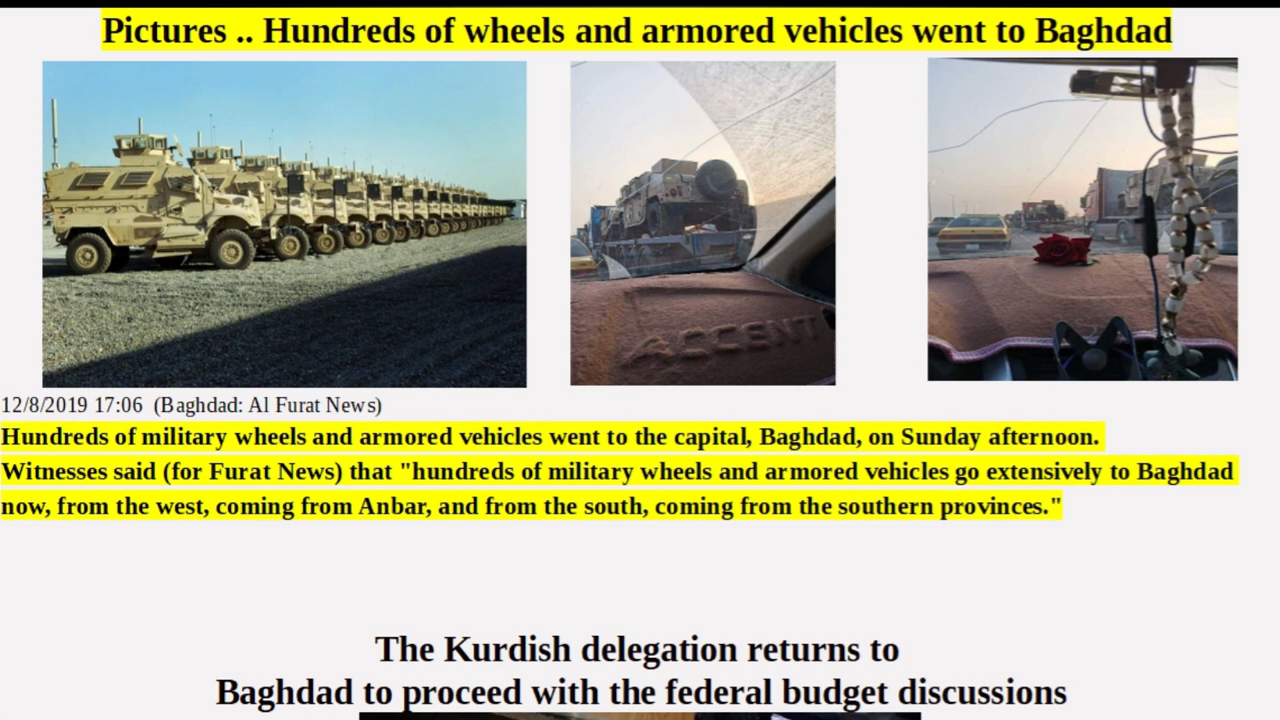 Pictures .. Hundreds of wheels and armored vehicles went to Baghdad
ACCENT
12/8/2019 17:06 (Baghdad: Al Furat News)
Hundreds of military wheels and armored vehicles went to the capital, Baghdad, on Sunday afternoon.
Witnesses said (for Furat News) that "hundreds of military wheels and armored vehicles go extensively to Baghdad
now, from the west, coming from Anbar, and from the south, coming from the southern provinces."
The Kurdish delegation returns to
Baghdad to proceed with the federal budget discussions